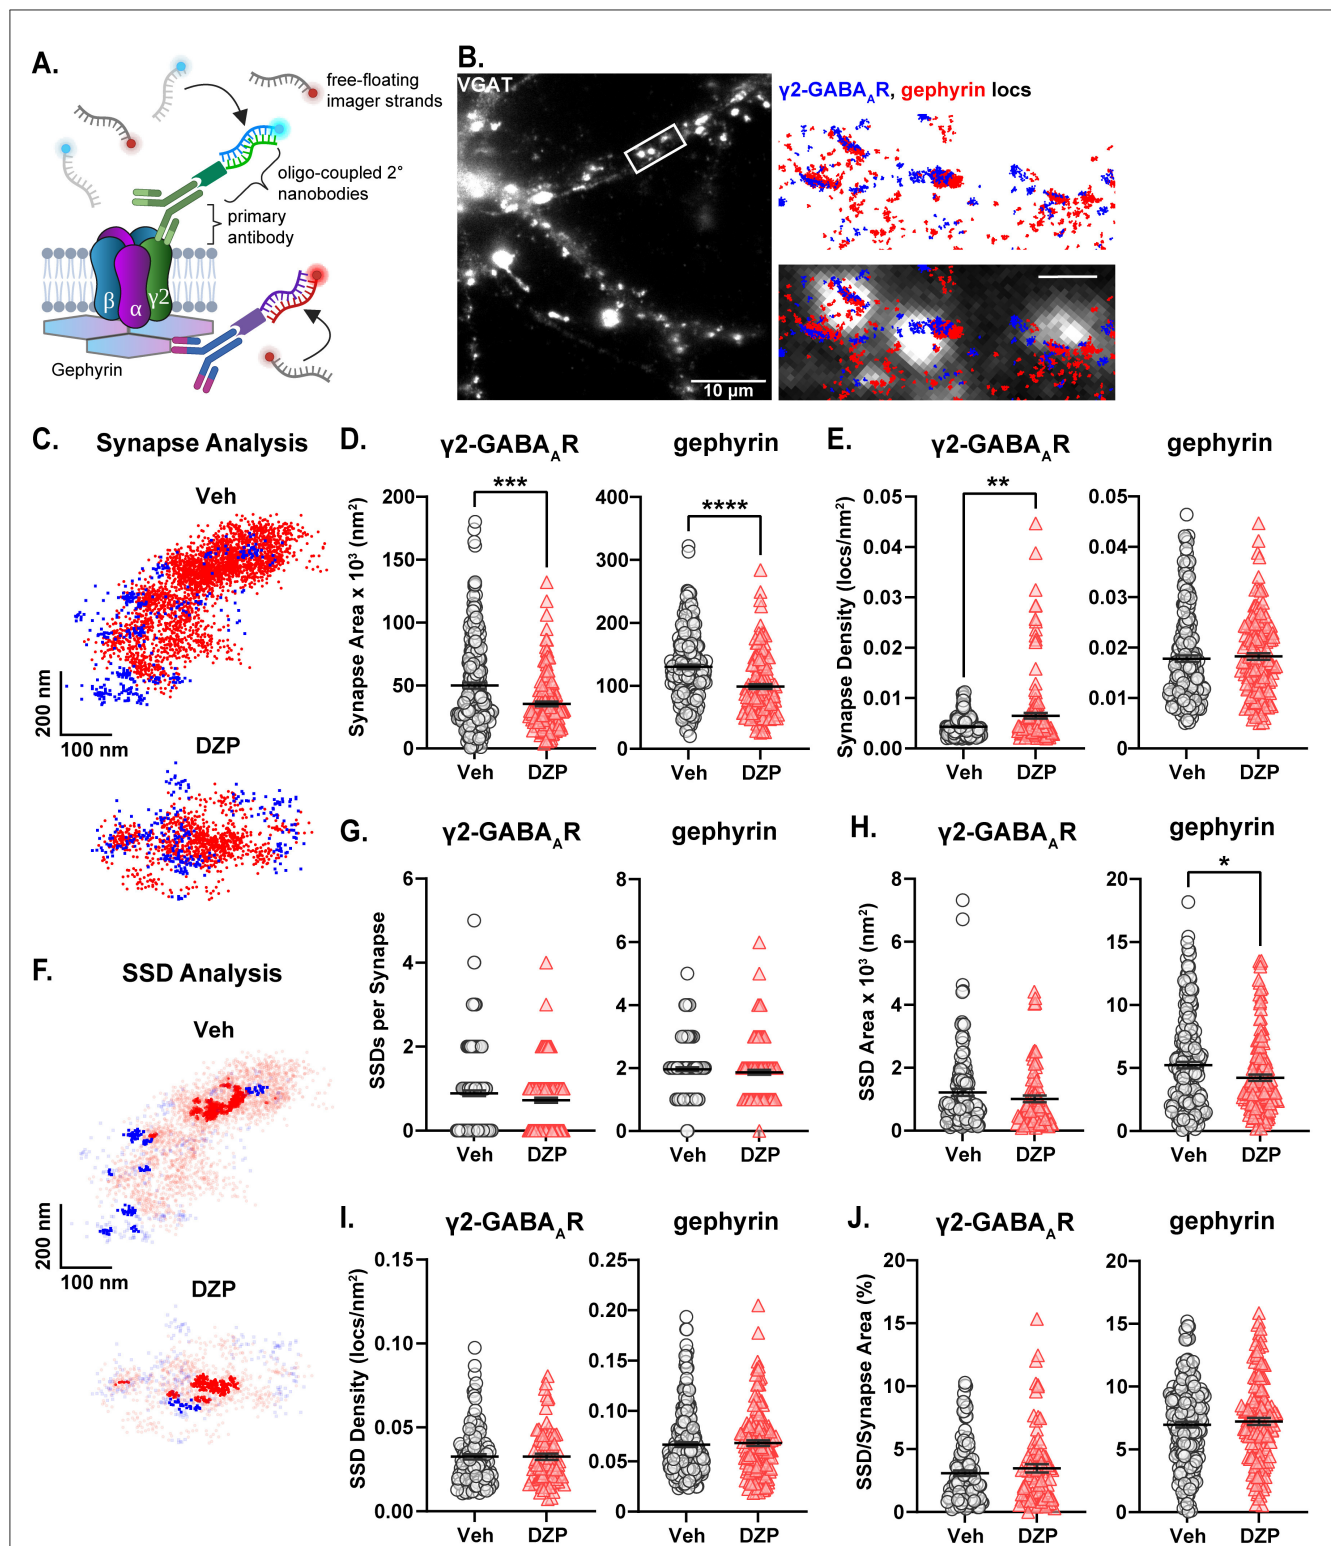 A.
free-floating
imager strands
oligo-coupled 2°
nanobodies
primary
antibody
β
α
γ2
Gephyrin
B.
VGAT
10 µm
γ2-GABA_AR, gephyrin locs
C.
Synapse Analysis
Veh
200 nm
100 nm
DZP
D.
γ2-GABA_AR
gephyrin
Synapse Area x 10³ (nm²)
200
150
100
50
0
***
Veh
DZP
400
300
200
100
0
****
Veh
DZP
E.
γ2-GABA_AR
gephyrin
Synapse Density (locs/nm²)
0.05
0.04
0.03
0.02
0.01
0.00
**
Veh
DZP
0.05
0.04
0.03
0.02
0.01
0
Veh
DZP
F.
SSD Analysis
Veh
200 nm
100 nm
DZP
G.
γ2-GABA_AR
gephyrin
SSDs per Synapse
6
4
2
0
Veh
DZP
8
6
4
2
0
Veh
DZP
H.
γ2-GABA_AR
gephyrin
SSD Area x 10³ (nm²)
8
6
4
2
0
Veh
DZP
20
15
10
5
0
*
Veh
DZP
I.
γ2-GABA_AR
gephyrin
SSD Density (locs/nm²)
0.15
0.10
0.05
0.00
Veh
DZP
0.25
0.20
0.15
0.10
0.05
0
Veh
DZP
J.
γ2-GABA_AR
gephyrin
SSD/Synapse Area (%)
20
15
10
5
0
Veh
DZP
20
15
10
5
0
Veh
DZP